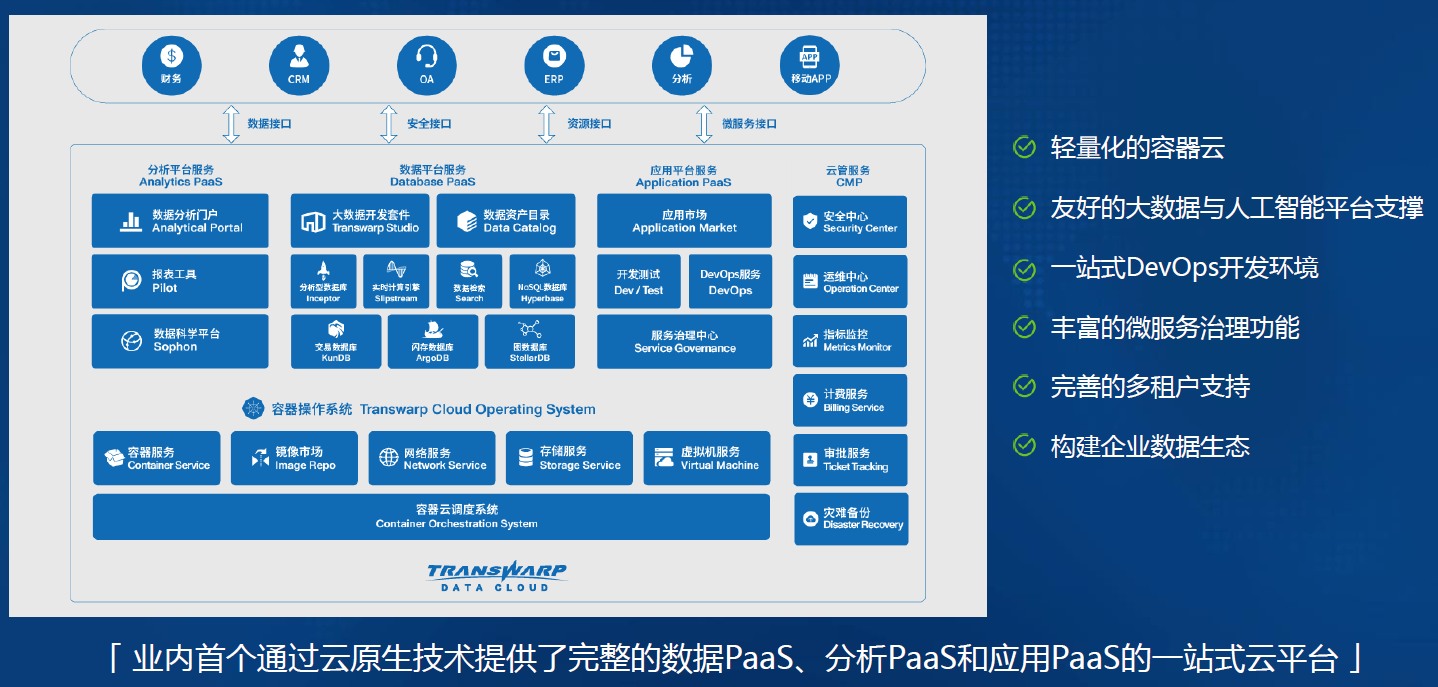 财务
CRM
OA
ERP
分析
APP
移动APP
数据接口
安全接口
资源接口
微服务接口
分析平台服务
Analytics PaaS
数据分析门户
Analytical Portal
报表工具
Pilot
数据科学平台
Sophon
数据平台服务
Database PaaS
大数据开发套件
Transwarp Studio
数据资产目录
Data Catalog
分析型数据库
Inceptor
实时计算引擎
Slipstream
数据检索
Search
NoSQL数据库
Hyperbase
交易数据库
KunDB
闪存数据库
ArgoDB
图数据库
StellarDB
应用平台服务
Application PaaS
应用市场
Application Market
开发测试
Dev / Test
DevOps服务
DevOps
服务治理中心
Service Governance
云管服务
CMP
安全中心
Security Center
运维中心
Operation Center
指标监控
Metrics Monitor
计费服务
Billing Service
审批服务
Ticket Tracking
灾难备份
Disaster Recovery
容器操作系统 Transwarp Cloud Operating System
容器服务
Container Service
镜像市场
Image Repo
网络服务
Network Service
存储服务
Storage Service
虚拟机服务
Virtual Machine
容器云调度系统
Container Orchestration System
TRANSWARP
DATA CLOUD
轻量化的容器云
友好的大数据与人工智能平台支撑
一站式DevOps开发环境
丰富的微服务治理功能
完善的多租户支持
构建企业数据生态
「 业内首个通过云原生技术提供了完整的数据PaaS、分析PaaS和应用PaaS的一站式云平台 」